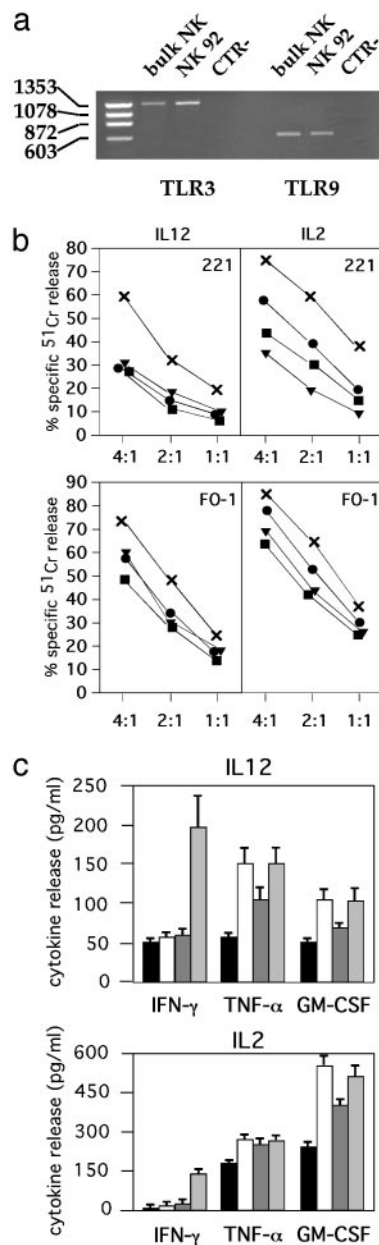 a
bulk NK NK 92 CTR- bulk NK NK 92 CTR-
1353
1078
872
603
TLR3 TLR9
b
IL12 IL2
% specific 51Cr release
80
70
60
50
40
30
20
10
0
221 221
4:1 2:1 1:1 4:1 2:1 1:1
% specific 51Cr release
90
80
70
60
50
40
30
20
10
0
FO-1 FO-1
4:1 2:1 1:1 4:1 2:1 1:1
c
IL12
cytokine release (pg/ml)
250
200
150
100
50
0
IFN-γ TNF-α GM-CSF
IL2
cytokine release (pg/ml)
600
450
300
150
0
IFN-γ TNF-α GM-CSF